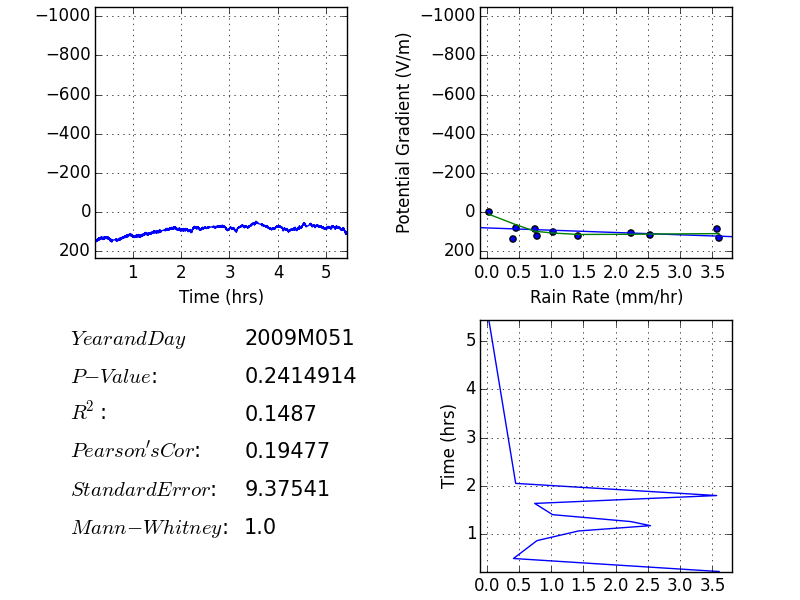 −1000
−800
−600
−400
−200
0
200
1 2 3 4 5
Time (hrs)
Potential Gradient (V/m)
−1000
−800
−600
−400
−200
0
200
0.0 0.5 1.0 1.5 2.0 2.5 3.0 3.5
Rain Rate (mm/hr)
YearandDay 2009M051
P−Value: 0.2414914
R²: 0.1487
Pearson'sCor: 0.19477
StandardError: 9.37541
Mann−Whitney: 1.0
Time (hrs)
5
4
3
2
1
0.0 0.5 1.0 1.5 2.0 2.5 3.0 3.5